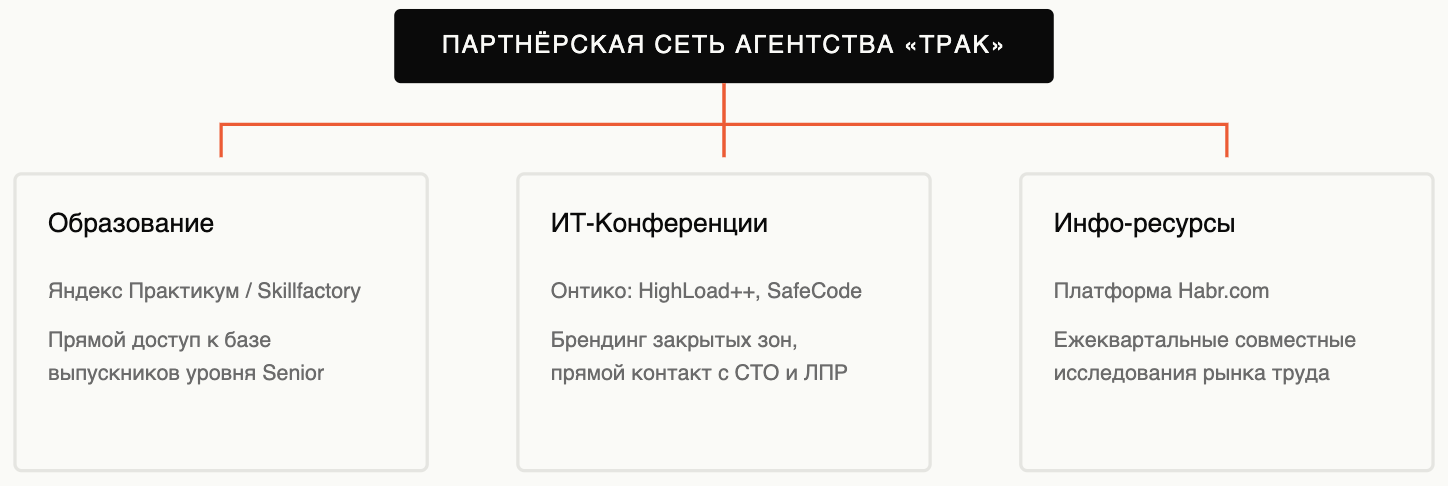 ПАРТНЁРСКАЯ СЕТЬ АГЕНТСТВА «ТРАК»
Образование
Яндекс Практикум / Skillfactory
Прямой доступ к базе
выпускников уровня Senior
ИТ-Конференции
Онтико: HighLoad++, SafeCode
Брендинг закрытых зон,
прямой контакт с СТО и ЛПР
Инфо-ресурсы
Платформа Habr.com
Ежеквартальные совместные
исследования рынка труда